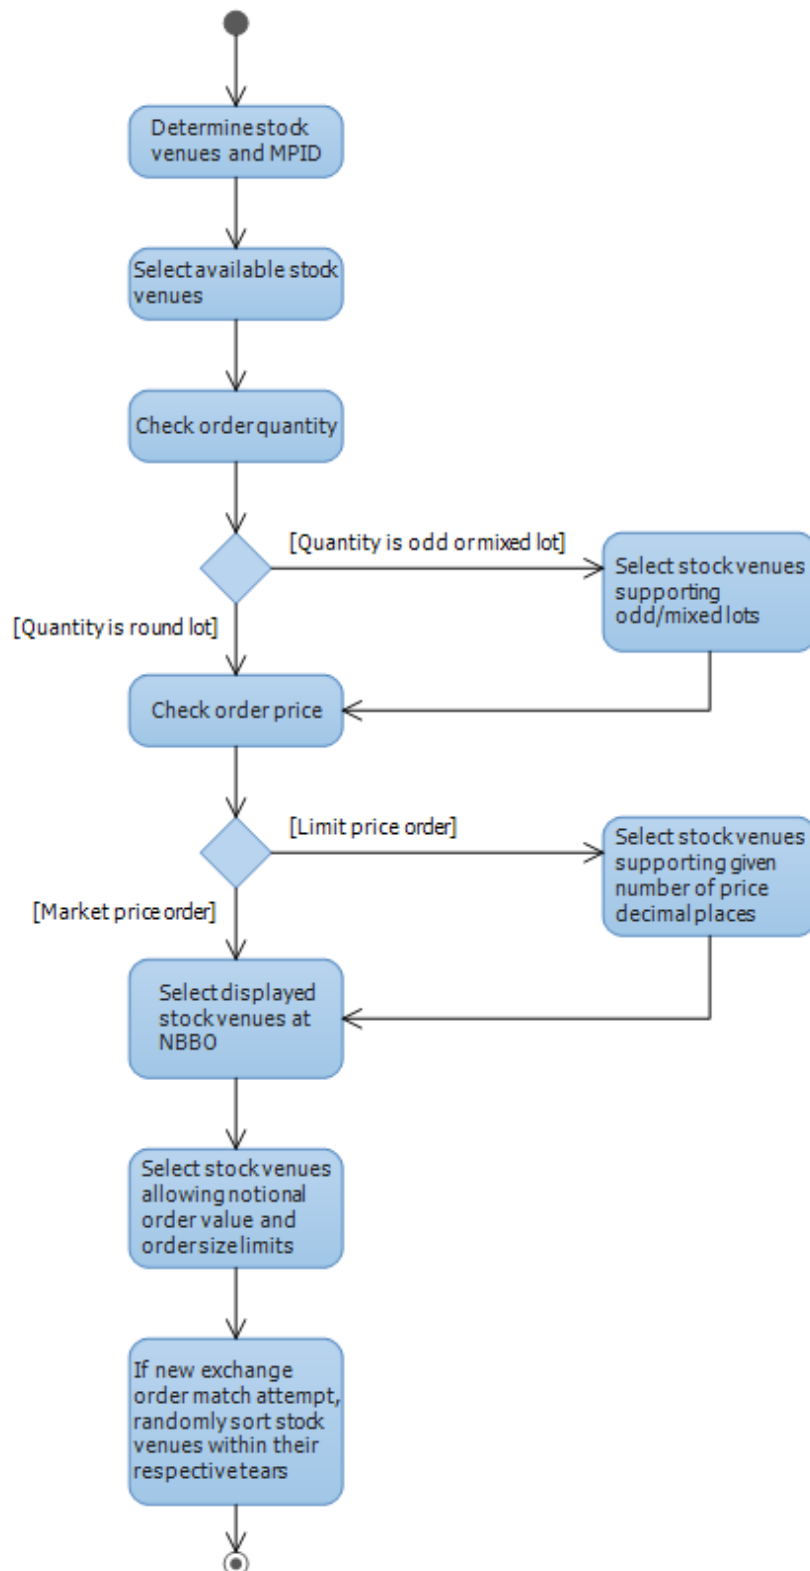 Determine stock
venues and MPID
Select available stock
venues
Check order quantity
[Quantity is odd or mixed lot]
Select stock venues
supporting
odd/mixed lots
[Quantity is round lot]
Check order price
[Limit price order]
Select stock venues
supporting given
number of price
decimal places
[Market price order]
Select displayed
stock venues at
NBBO
Select stock venues
allowing notional
order value and
order size limits
If new exchange
order match attempt,
randomly sort stock
venues within their
respective tears